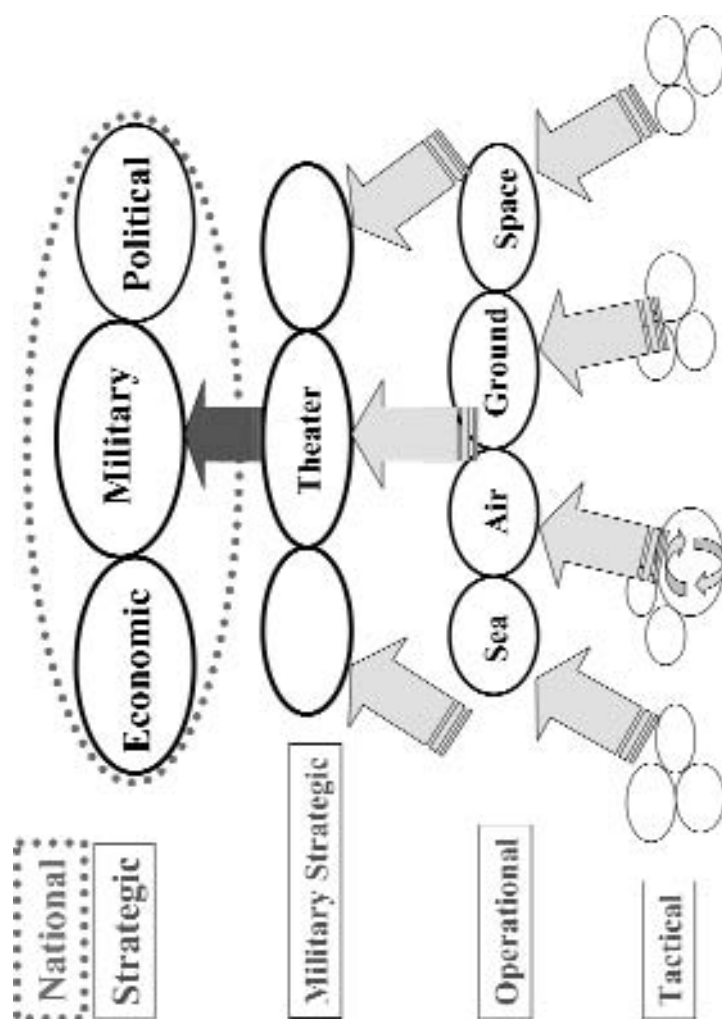 National
Strategic
Economic
Military
Political
Military Strategic
Theater
Operational
Sea
Air
Ground
Space
Tactical